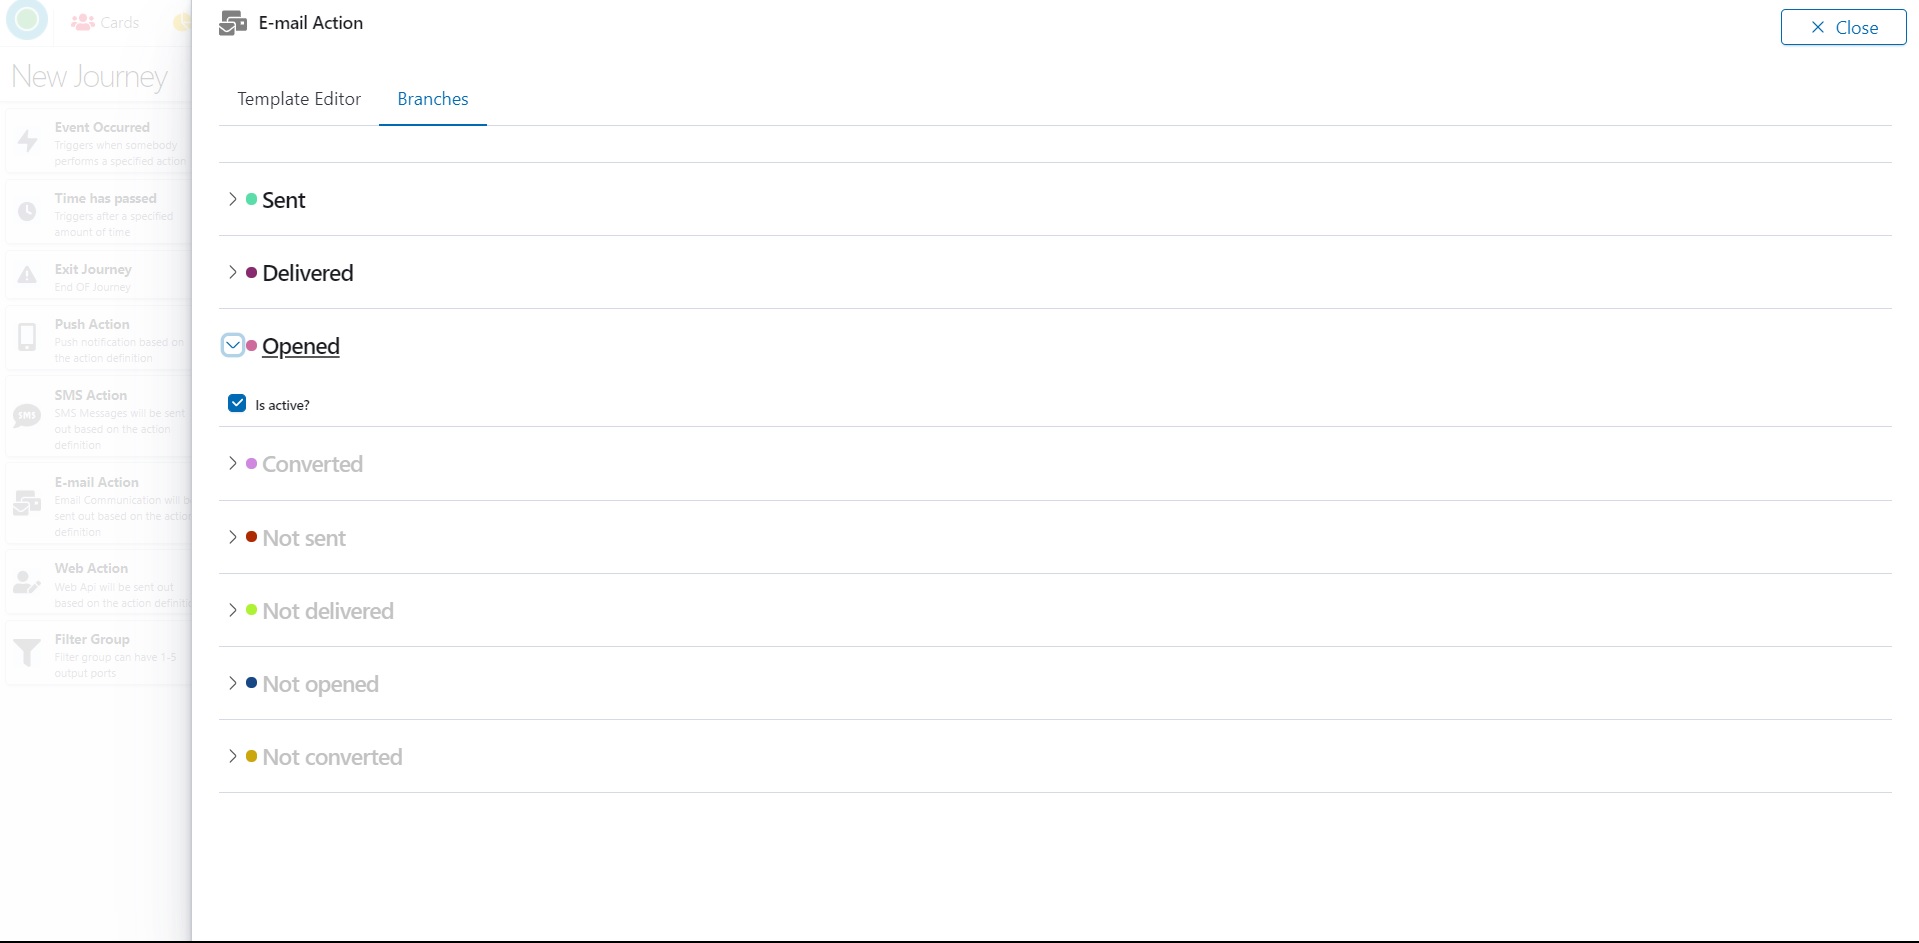 Cards
E-mail Action
Close
New Journey
Template Editor
Branches
Event Occurred
Triggers when somebody
performs a specified action
Time has passed
Triggers after a specified
amount of time
Exit Journey
End OF Journey
Push Action
Push notification based on
the action definition
SMS Action
SMS
SMS Messages will be sent
out based on the action
definition
E-mail Action
Email Communication will b
sent out based on the action
definition
Web Action
Web Api will be sent out
based on the action definitio
Filter Group
Filter group can have 1-5
output ports
Sent
Delivered
Opened
Is active?
Converted
Not sent
Not delivered
Not opened
Not converted